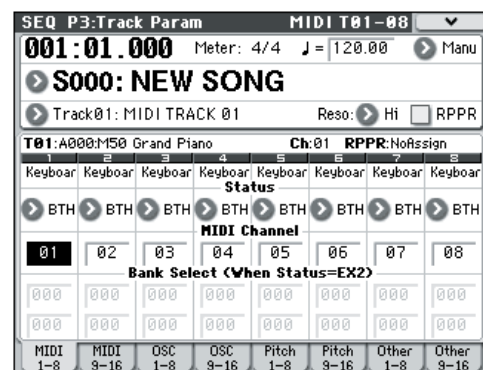 SEQ P3:Track Param MIDI T01-08
001:01.000 Meter: 4/4 ♩= 120.00 Manu
S000: NEW SONG
Track01: MIDI TRACK 01 Reso: Hi RPPR
T01:A000:M50 Grand Piano Ch:01 RPPR:NoAssign
1 2 3 4 5 6 7 8
Keyboar Keyboar Keyboar Keyboar Keyboar Keyboar Keyboar Keyboar
Status
BTH BTH BTH BTH BTH BTH BTH BTH
MIDI Channel
01 02 03 04 05 06 07 08
Bank Select (When Status=EX2)
000 000 000 000 000 000 000 000
000 000 000 000 000 000 000 000
MIDI 1-8 MIDI 9-16 OSC 1-8 OSC 9-16 Pitch 1-8 Pitch 9-16 Other 1-8 Other 9-16